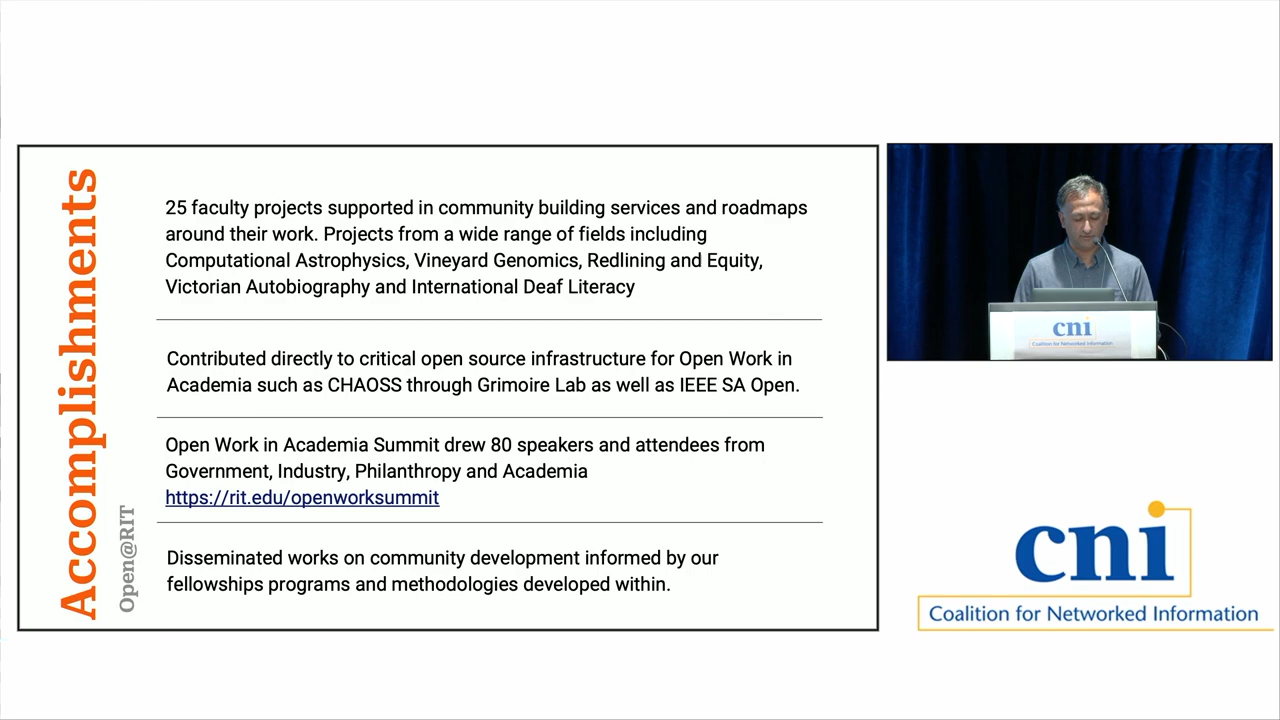 Accomplishments
Open@RIT
25 faculty projects supported in community building services and roadmaps
around their work. Projects from a wide range of fields including
Computational Astrophysics, Vineyard Genomics, Redlining and Equity,
Victorian Autobiography and International Deaf Literacy
Contributed directly to critical open source infrastructure for Open Work in
Academia such as CHAOSS through Grimoire Lab as well as IEEE SA Open.
Open Work in Academia Summit drew 80 speakers and attendees from
Government, Industry, Philanthropy and Academia
https://rit.edu/openworksummit
Disseminated works on community development informed by our
fellowships programs and methodologies developed within.
cni
Coalition for Networked Information
cni
Coalition for Networked Information